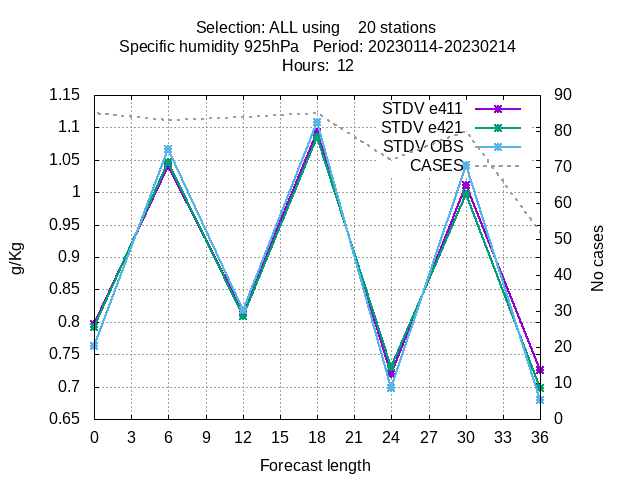 Selection: ALL using    20 stations
Specific humidity 925hPa   Period: 20230114-20230214
Hours:  12
1.15
1.1
1.05
1
0.95
0.9
0.85
0.8
0.75
0.7
0.65
g/Kg
STDV e411
STDV e421
STDV OBS
CASES
90
80
70
60
50
40
30
20
10
0
No cases
0 3 6 9 12 15 18 21 24 27 30 33 36
Forecast length